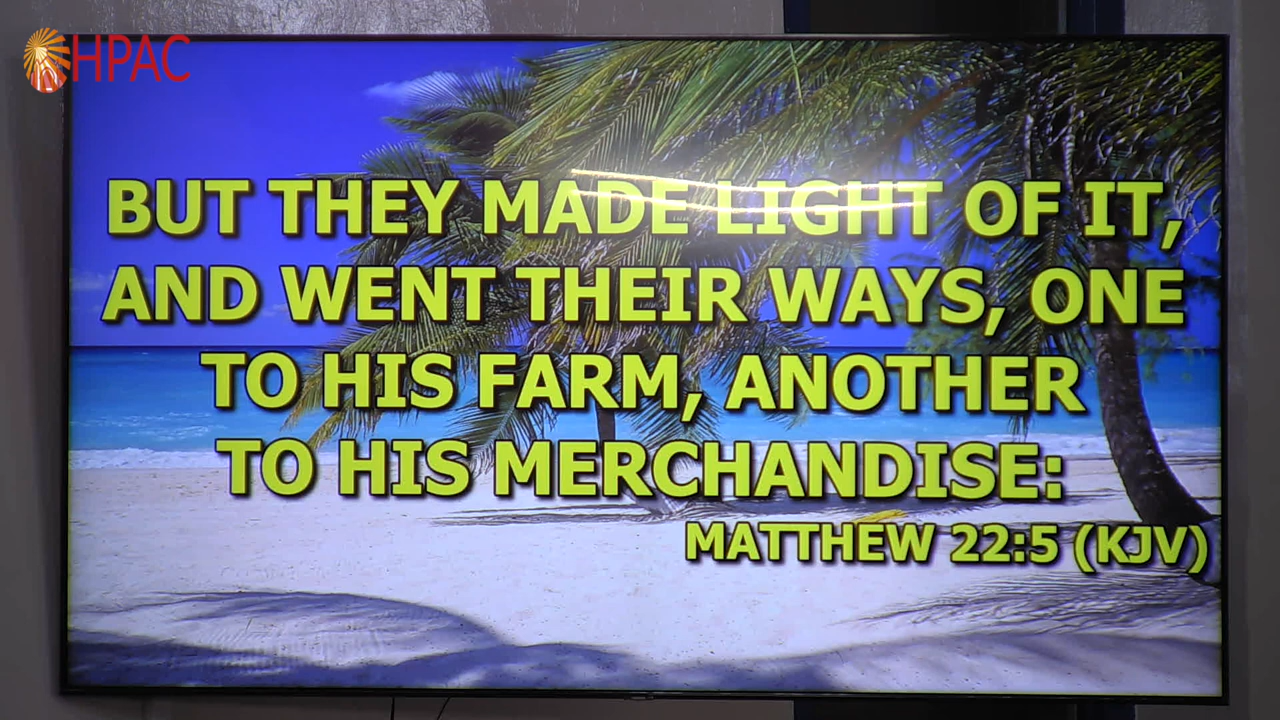 HPAC
BUT THEY MADE LIGHT OF IT,
AND WENT THEIR WAYS, ONE
TO HIS FARM, ANOTHER
TO HIS MERCHANDISE:
MATTHEW 22:5 (KJV)